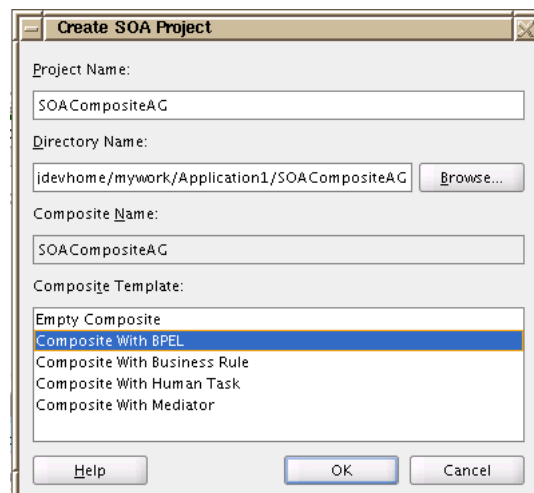 Create SOA Project
Project Name:
SOACompositeAG
Directory Name:
jdevhome/mywork/Application1/SOACompositeAG
Browse...
Composite Name:
SOACompositeAG
Composite Template:
Empty Composite
Composite With BPEL
Composite With Business Rule
Composite With Human Task
Composite With Mediator
Help
OK
Cancel